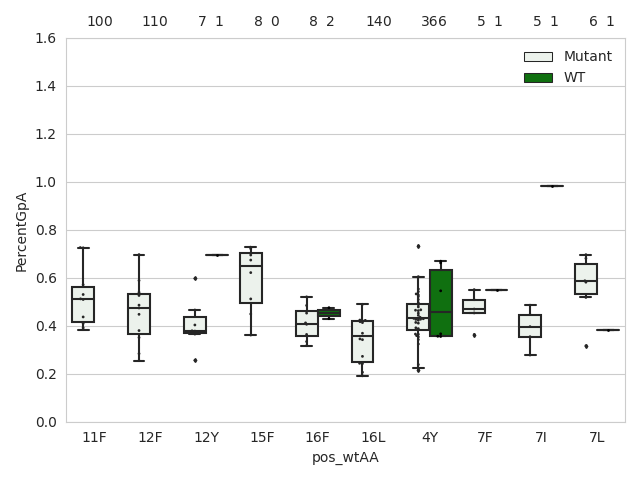 100 110 7 1 8 0 8 2 140 366 5 1 5 1 6 1
1.6
1.4
1.2
1.0
0.8
0.6
0.4
0.2
0.0
PercentGpA
Mutant
WT
11F 12F 12Y 15F 16F 16L 4Y 7F 7I 7L
pos_wtAA